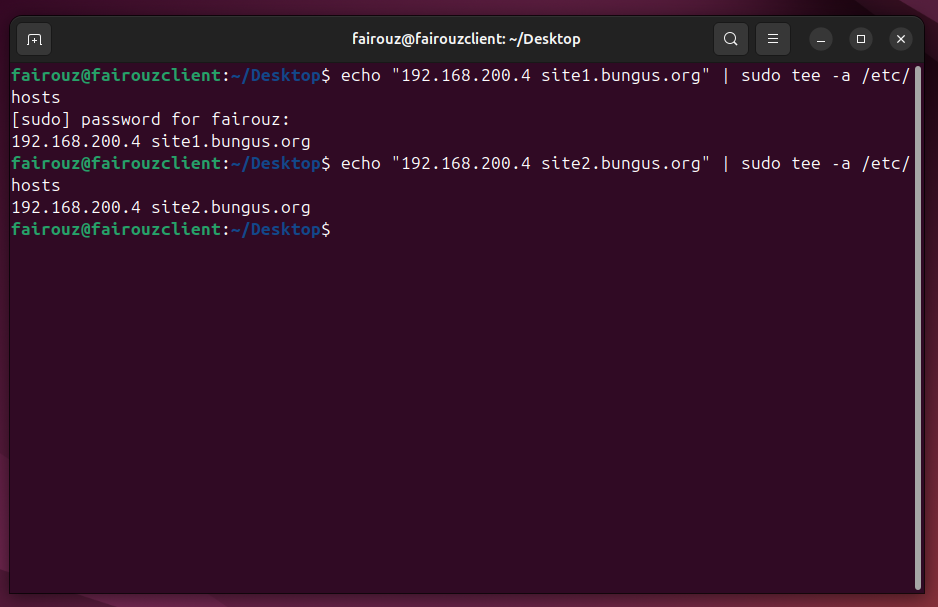 fairouz@fairouzclient: ~/Desktop
fairouz@fairouzclient:~/Desktop$ echo "192.168.200.4 site1.bungus.org" | sudo tee -a /etc/
hosts
[sudo] password for fairouz:
192.168.200.4 site1.bungus.org
fairouz@fairouzclient:~/Desktop$ echo "192.168.200.4 site2.bungus.org" | sudo tee -a /etc/
hosts
192.168.200.4 site2.bungus.org
fairouz@fairouzclient:~/Desktop$